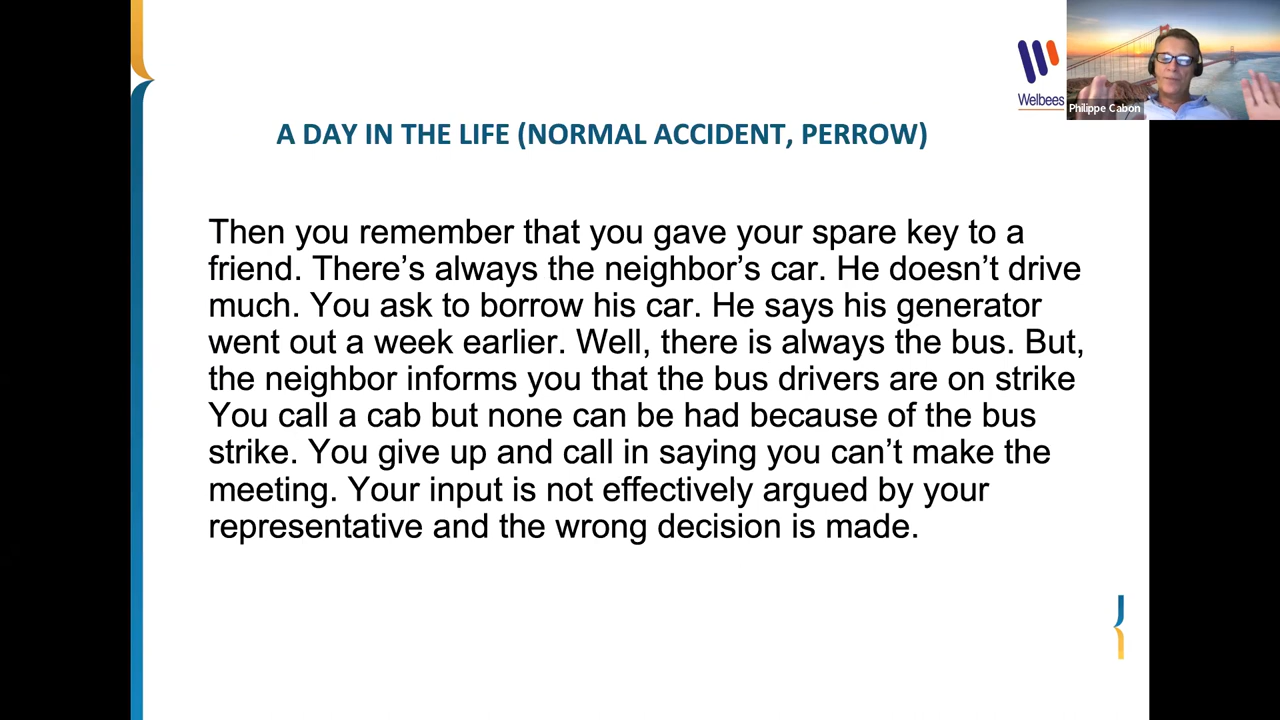 Welbees
Philippe Cabon
A DAY IN THE LIFE (NORMAL ACCIDENT, PERROW)
Then you remember that you gave your spare key to a
friend. There’s always the neighbor’s car. He doesn’t drive
much. You ask to borrow his car. He says his generator
went out a week earlier. Well, there is always the bus. But,
the neighbor informs you that the bus drivers are on strike
You call a cab but none can be had because of the bus
strike. You give up and call in saying you can’t make the
meeting. Your input is not effectively argued by your
representative and the wrong decision is made.